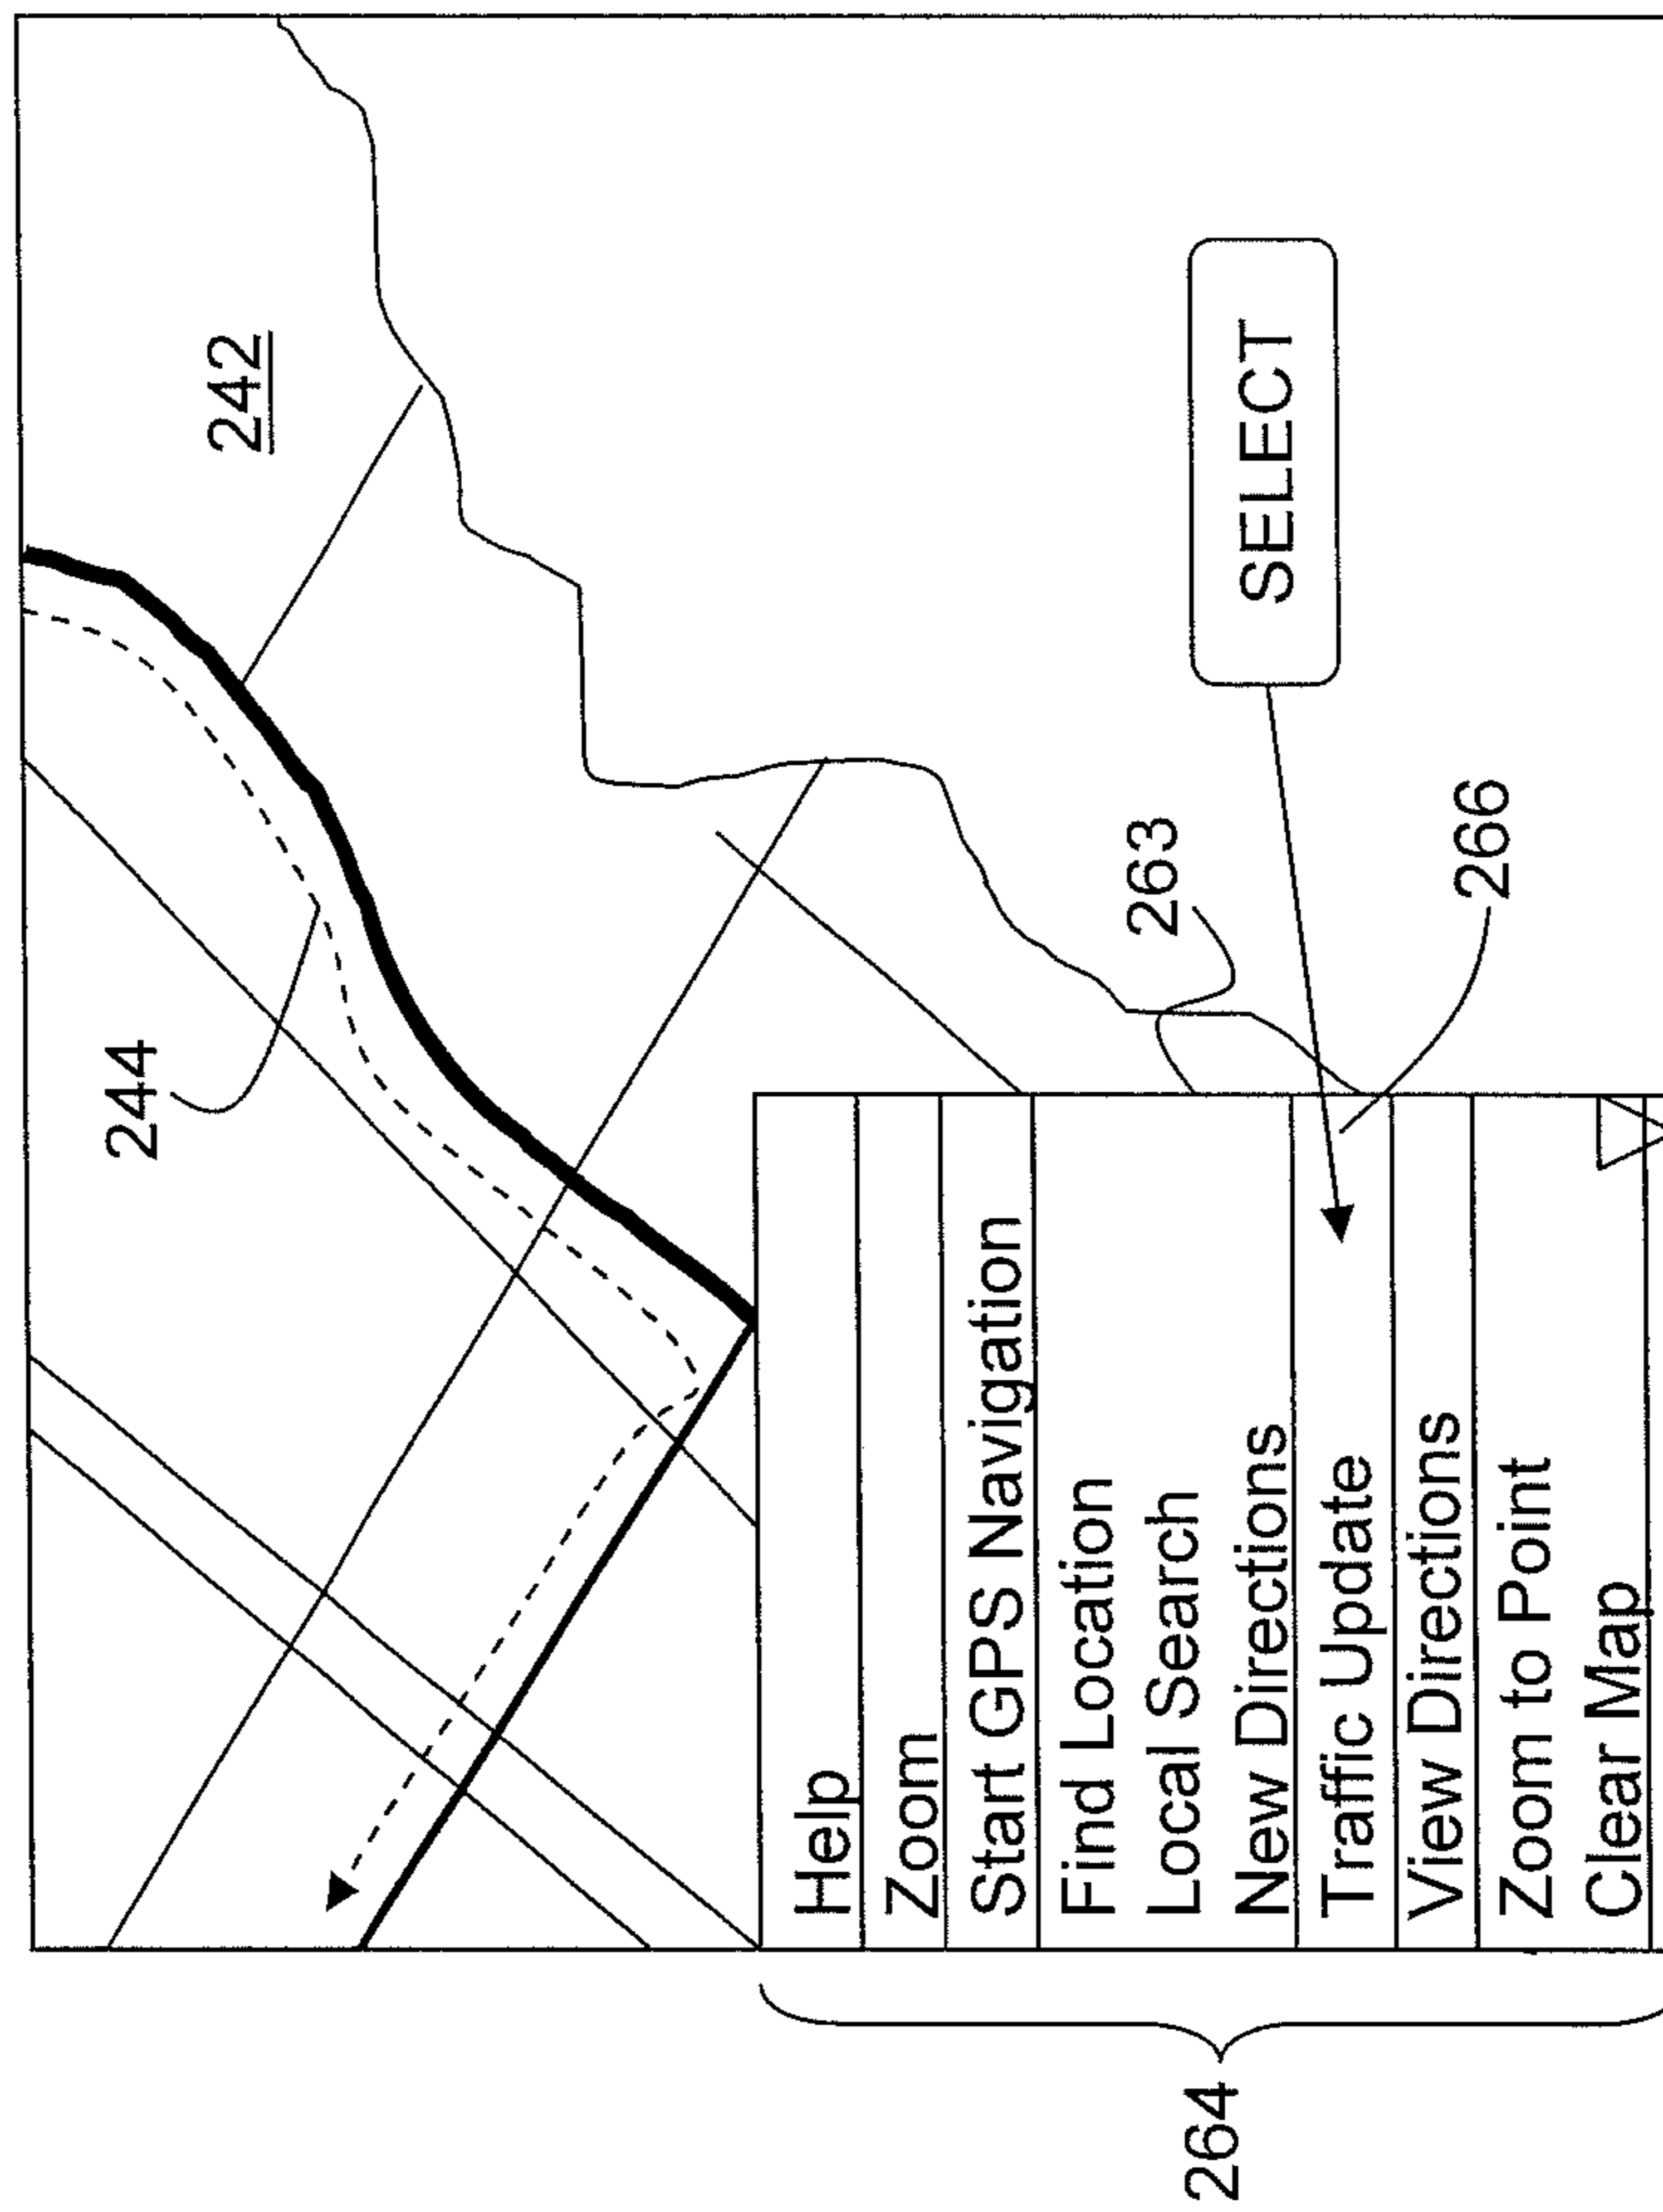 244
242
263
SELECT
266
264
Help
Zoom
Start GPS Navigation
Find Location
Local Search
New Directions
Traffic Update
View Directions
Zoom to Point
Clear Map